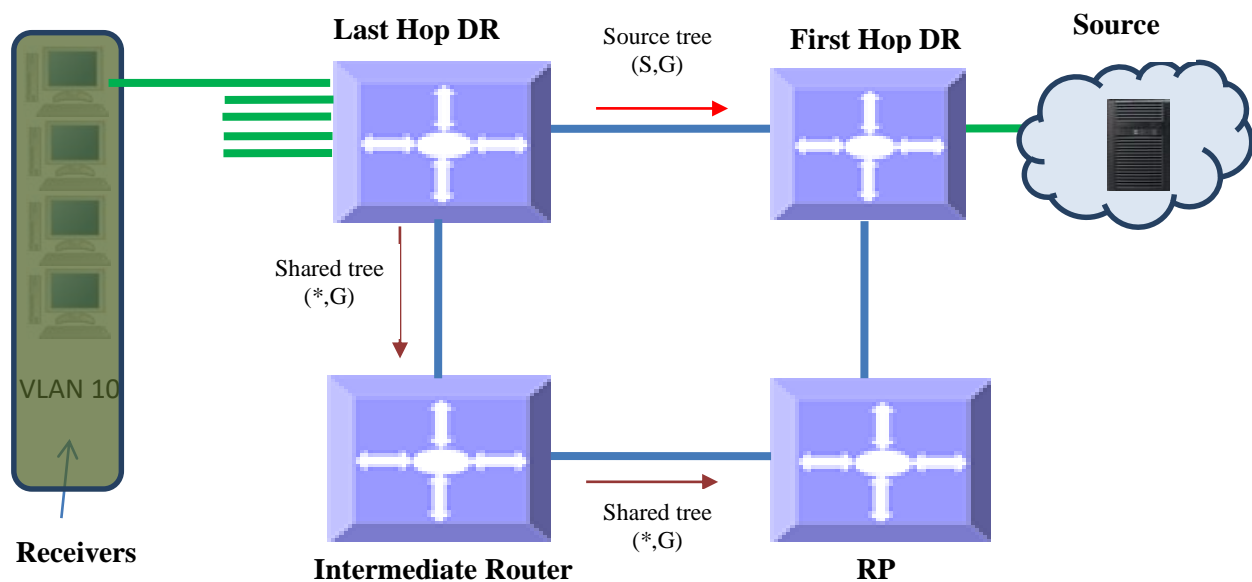 Last Hop DR
Source tree
(S,G)
First Hop DR
Source
Shared tree
(*,G)
VLAN 10
Shared tree
(*,G)
Receivers
Intermediate Router
RP